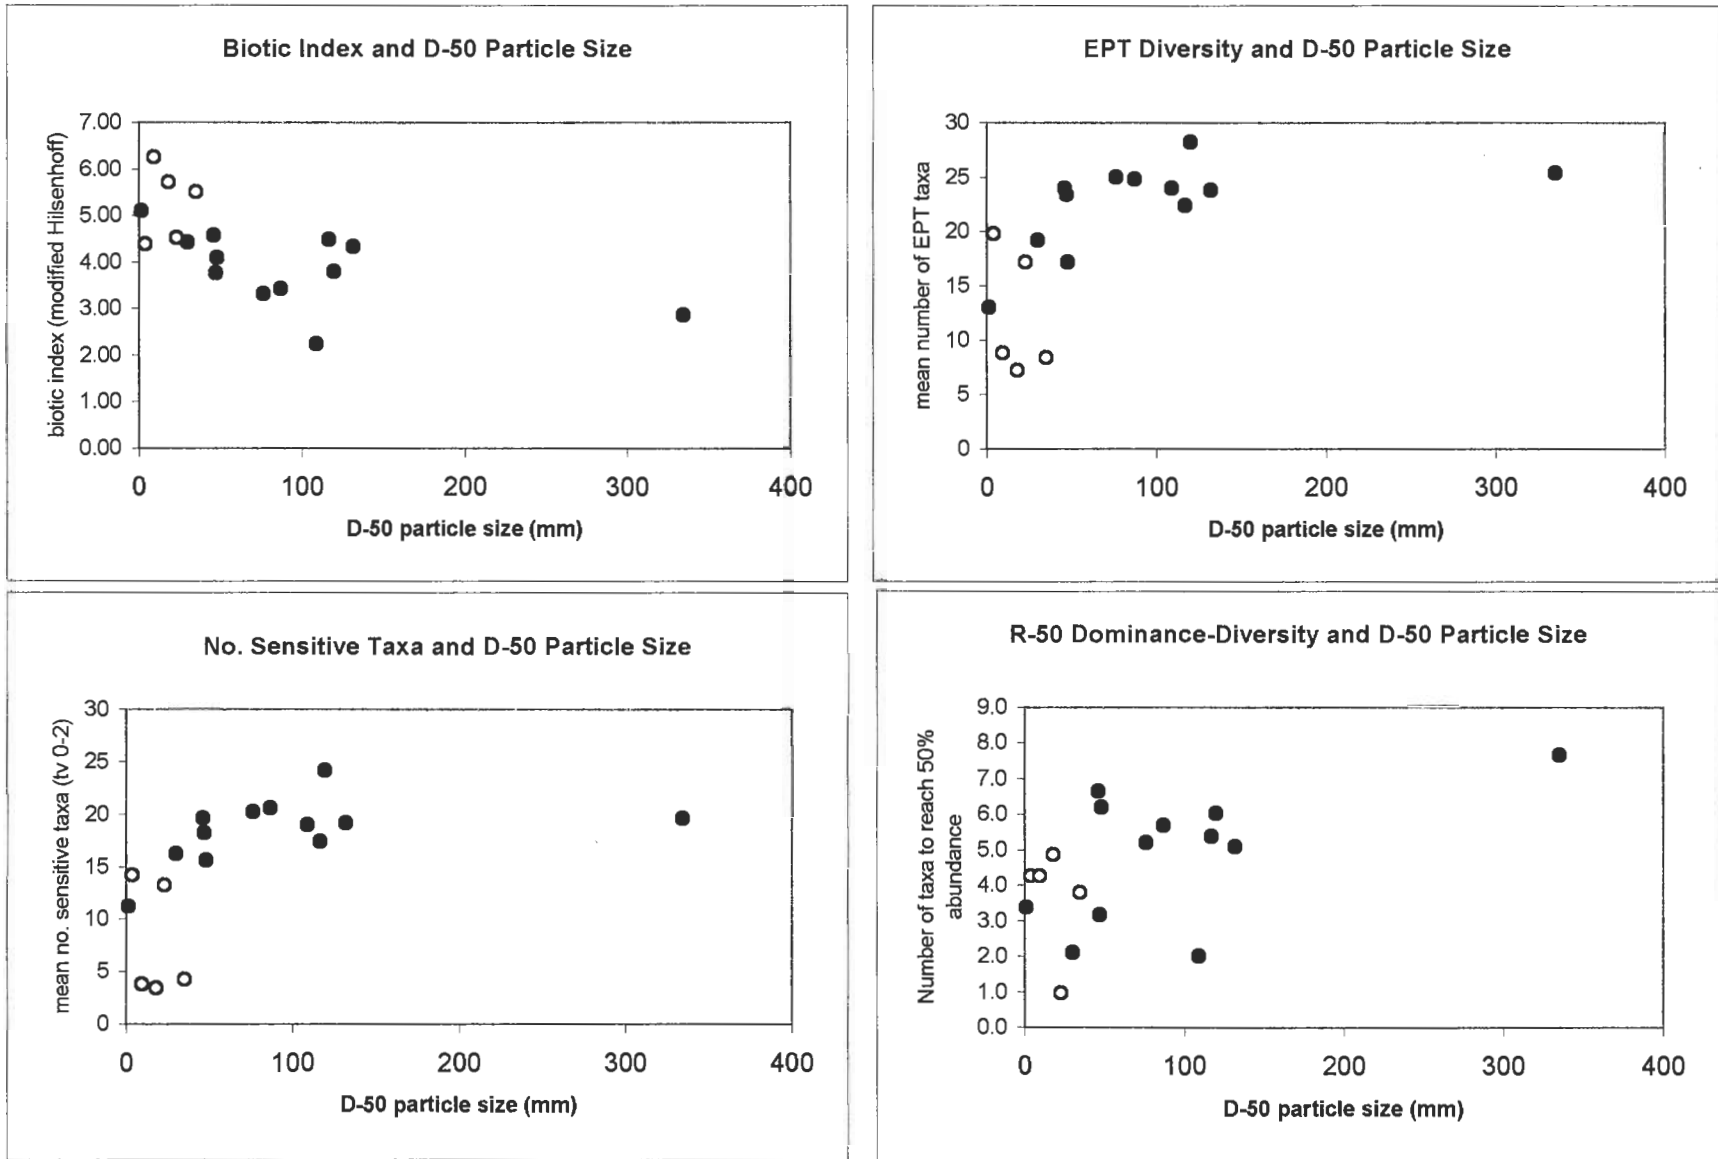 Biotic Index and D-50 Particle Size
biotic index (modified Hilsenhoff)
7.00
6.00
5.00
4.00
3.00
2.00
1.00
0.00
0 100 200 300 400
D-50 particle size (mm)
EPT Diversity and D-50 Particle Size
mean number of EPT taxa
30
25
20
15
10
5
0
0 100 200 300 400
D-50 particle size (mm)
No. Sensitive Taxa and D-50 Particle Size
mean no. sensitive taxa (tv 0-2)
30
25
20
15
10
5
0
0 100 200 300 400
D-50 particle size (mm)
R-50 Dominance-Diversity and D-50 Particle Size
Number of taxa to reach 50%
abundance
9.0
8.0
7.0
6.0
5.0
4.0
3.0
2.0
1.0
0.0
0 100 200 300 400
D-50 particle size (mm)